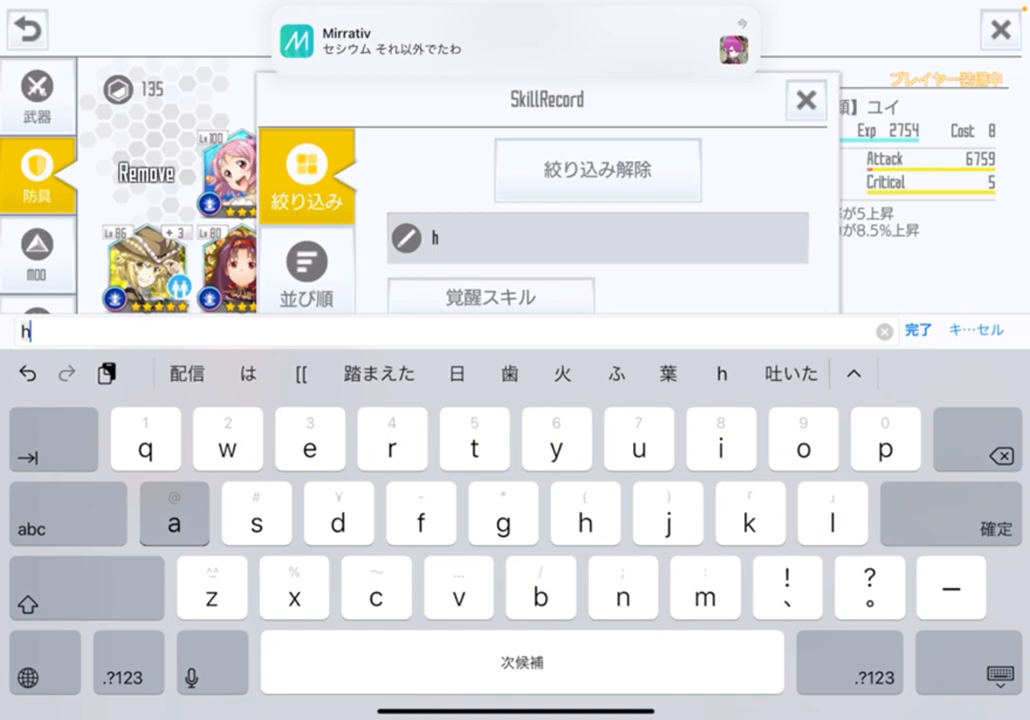 Mirrativ
セシウム それ以外でたわ
今
武器
防具
MOD
135
Remove
Lv 100
Lv 86
+ 3
Lv 80
SkillRecord
絞り込み
並び順
絞り込み解除
h
覚醒スキル
プレイヤー装備中
】ユイ
Exp 2754 Cost 8
Attack 6759
Critical 5
が5上昇
が8.5%上昇
h
完了 キ…セル
配信 は [[ 踏まえた 日 歯 火 ふ 葉 h 吐いた
1 2 3 4 5 6 7 8 9 0
q w e r t y u i o p
@ # ¥ - * ( ) 「 」
abc a s d f g h j k l 確定
^^ % 〜 … / ; : ! ?
z x c v b n m 、 。 ー
.?123 次候補 .?123